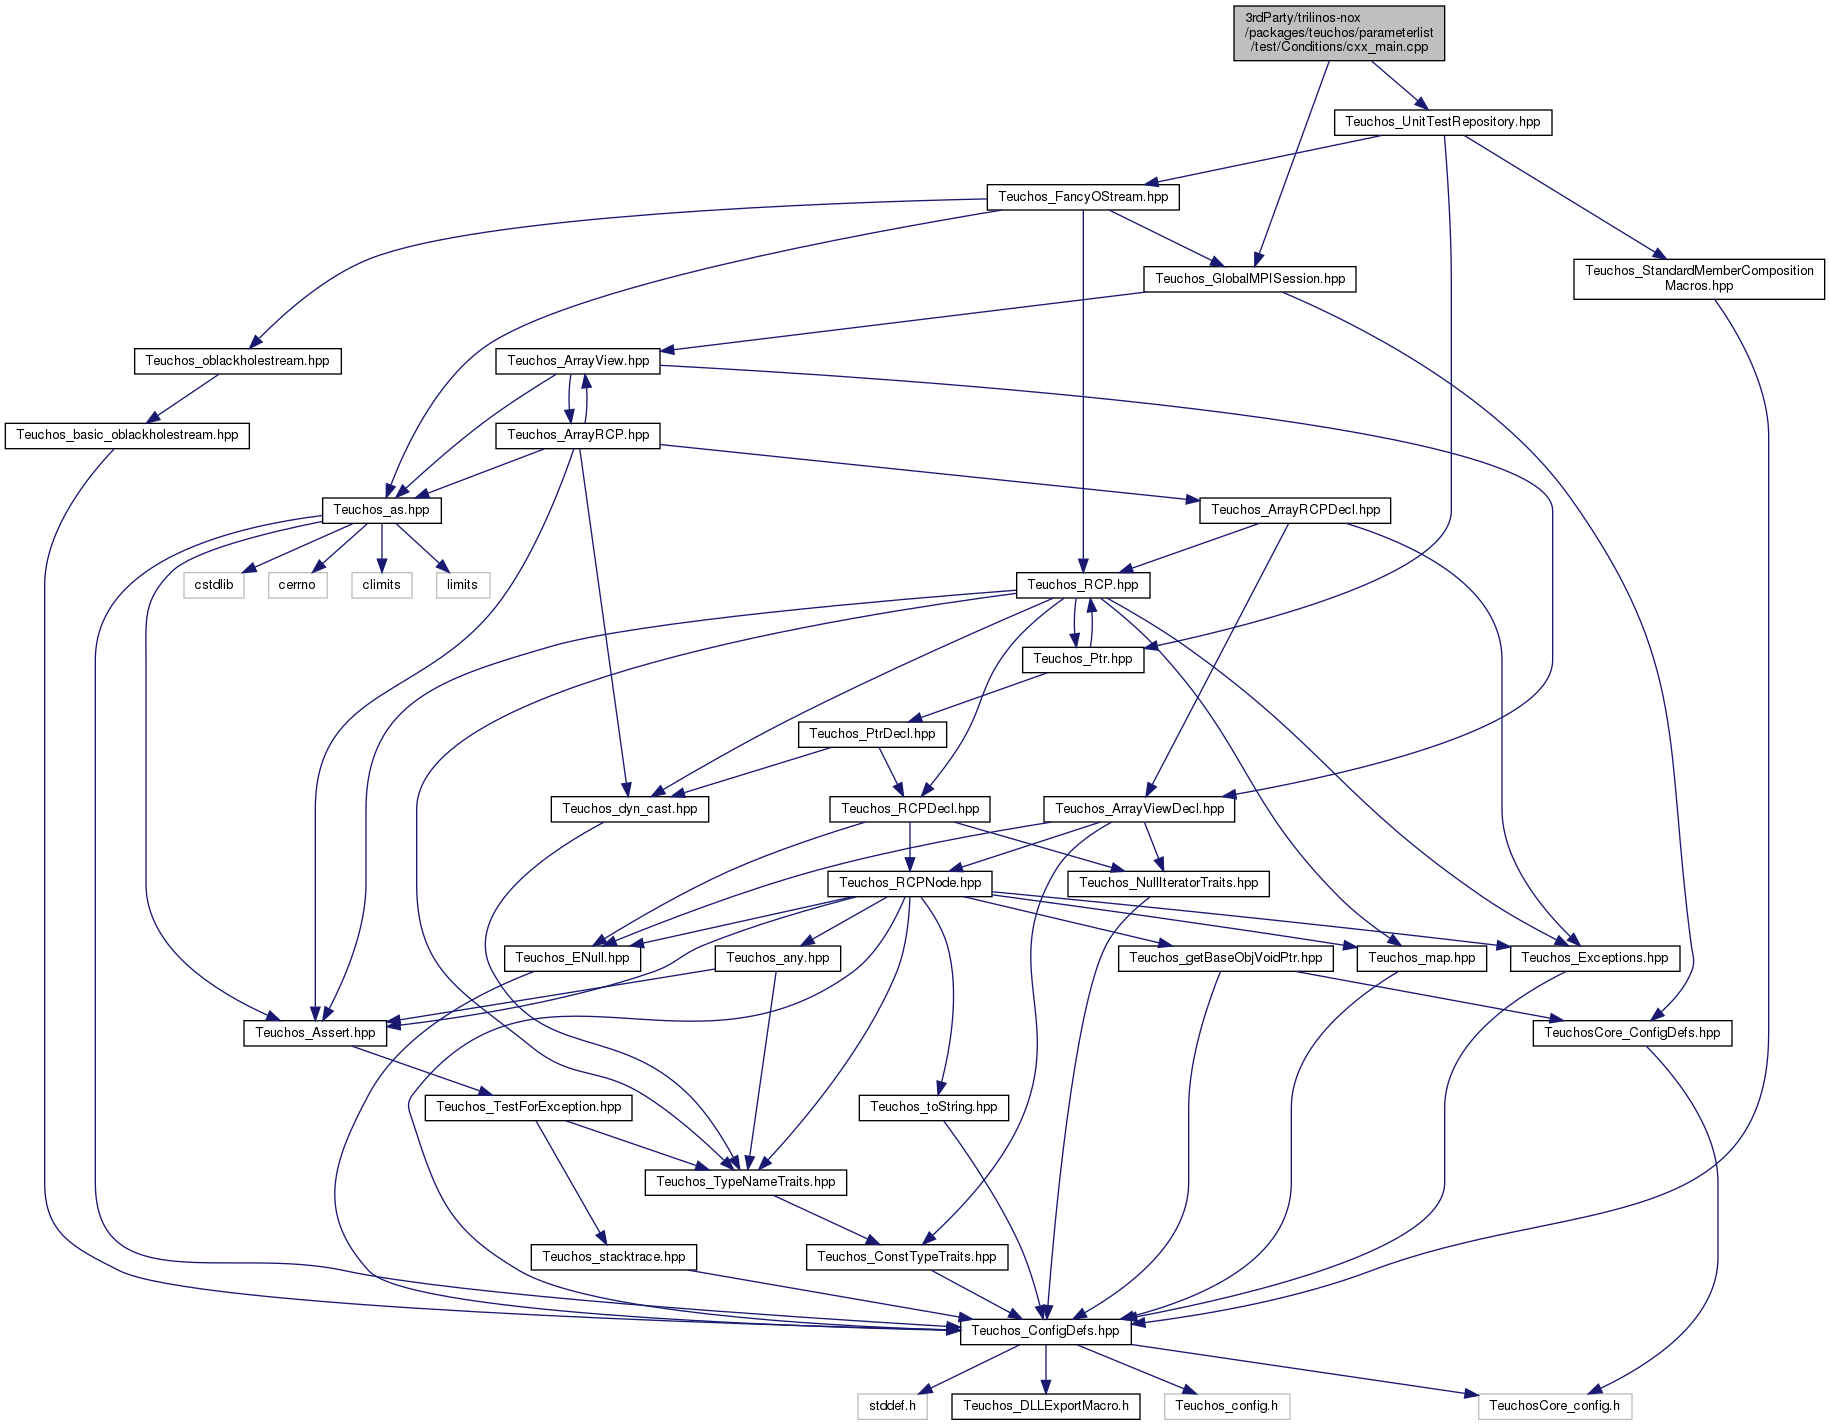 3rdParty/trilinos-nox
/packages/teuchos/parameterlist
/test/Conditions/cxx_main.cpp
Teuchos_UnitTestRepository.hpp
Teuchos_FancyOStream.hpp
Teuchos_GlobalMPISession.hpp
Teuchos_StandardMemberComposition
Macros.hpp
Teuchos_oblackholestream.hpp
Teuchos_ArrayView.hpp
Teuchos_basic_oblackholestream.hpp
Teuchos_ArrayRCP.hpp
Teuchos_as.hpp
Teuchos_ArrayRCPDecl.hpp
cstdlib
cerrno
climits
limits
Teuchos_RCP.hpp
Teuchos_Ptr.hpp
Teuchos_PtrDecl.hpp
Teuchos_dyn_cast.hpp
Teuchos_RCPDecl.hpp
Teuchos_ArrayViewDecl.hpp
Teuchos_RCPNode.hpp
Teuchos_NullIteratorTraits.hpp
Teuchos_ENull.hpp
Teuchos_any.hpp
Teuchos_getBaseObjVoidPtr.hpp
Teuchos_map.hpp
Teuchos_Exceptions.hpp
Teuchos_Assert.hpp
TeuchosCore_ConfigDefs.hpp
Teuchos_TestForException.hpp
Teuchos_toString.hpp
Teuchos_TypeNameTraits.hpp
Teuchos_stacktrace.hpp
Teuchos_ConstTypeTraits.hpp
Teuchos_ConfigDefs.hpp
stddef.h
Teuchos_DLLExportMacro.h
Teuchos_config.h
TeuchosCore_config.h